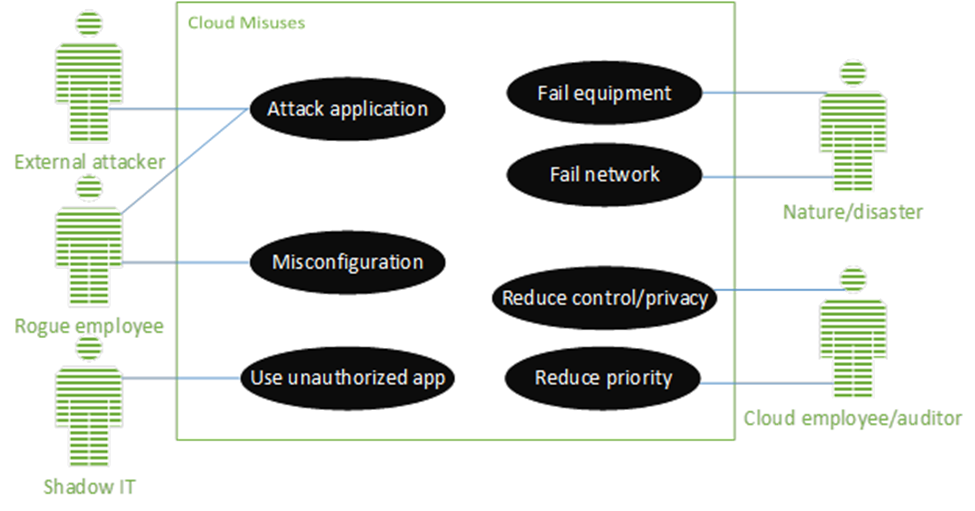 Cloud Misuses
External attacker
Rogue employee
Shadow IT
Attack application
Misconfiguration
Use unauthorized app
Fail equipment
Fail network
Reduce control/privacy
Reduce priority
Nature/disaster
Cloud employee/auditor